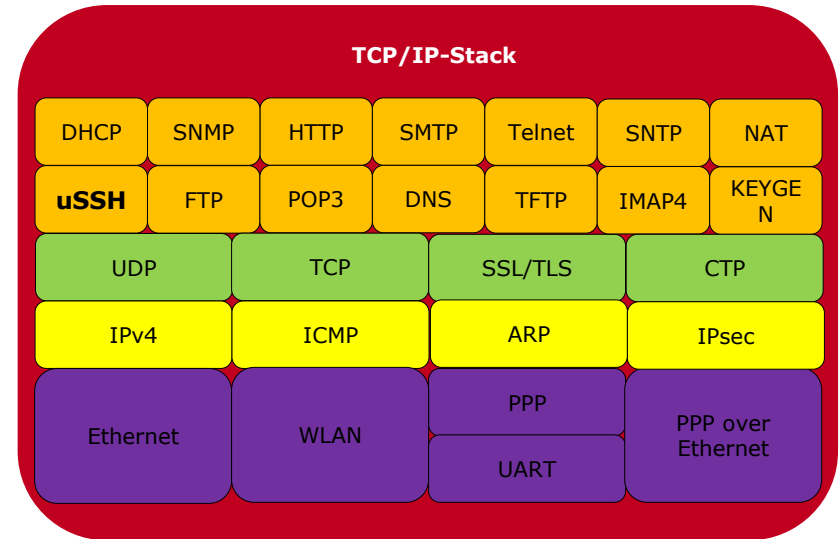 TCP/IP-Stack
DHCP SNMP HTTP SMTP Telnet SNTP NAT
uSSH FTP POP3 DNS TFTP IMAP4 KEYGE
N
UDP TCP SSL/TLS CTP
IPv4 ICMP ARP IPsec
Ethernet WLAN PPP PPP over
Ethernet
UART